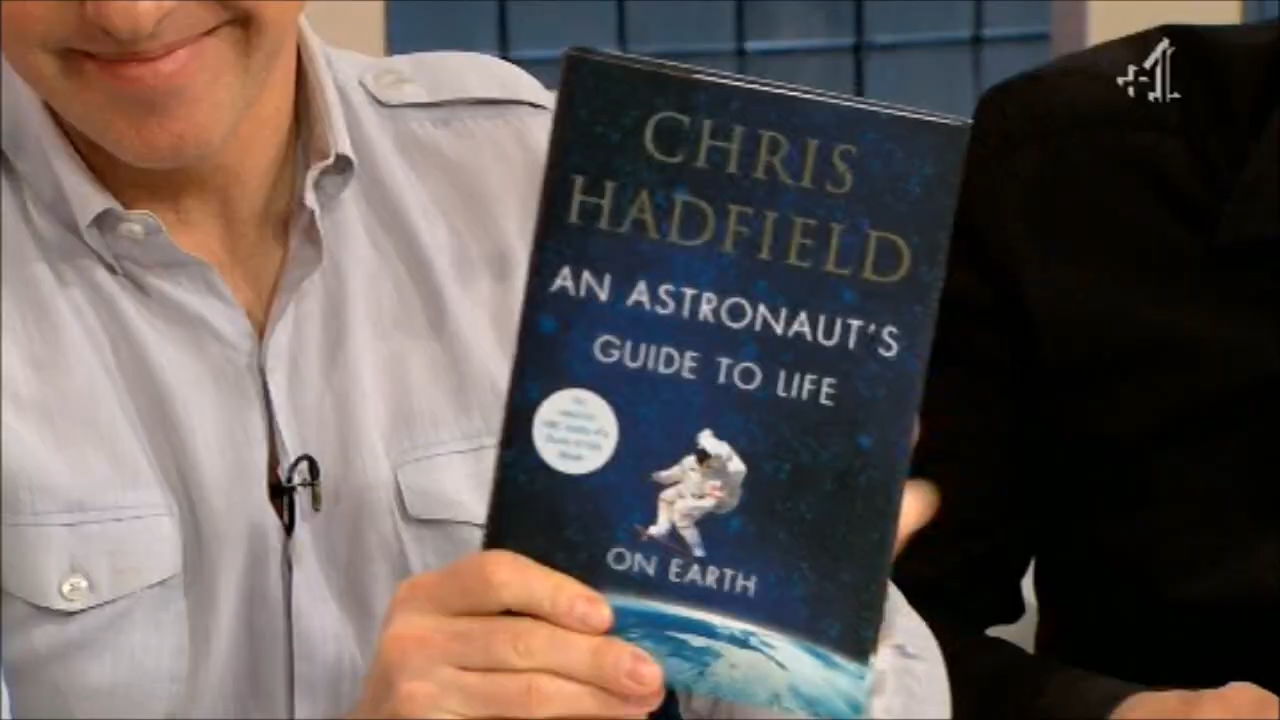 CHRIS
HADFIELD
AN ASTRONAUT'S
GUIDE TO LIFE
ON EARTH